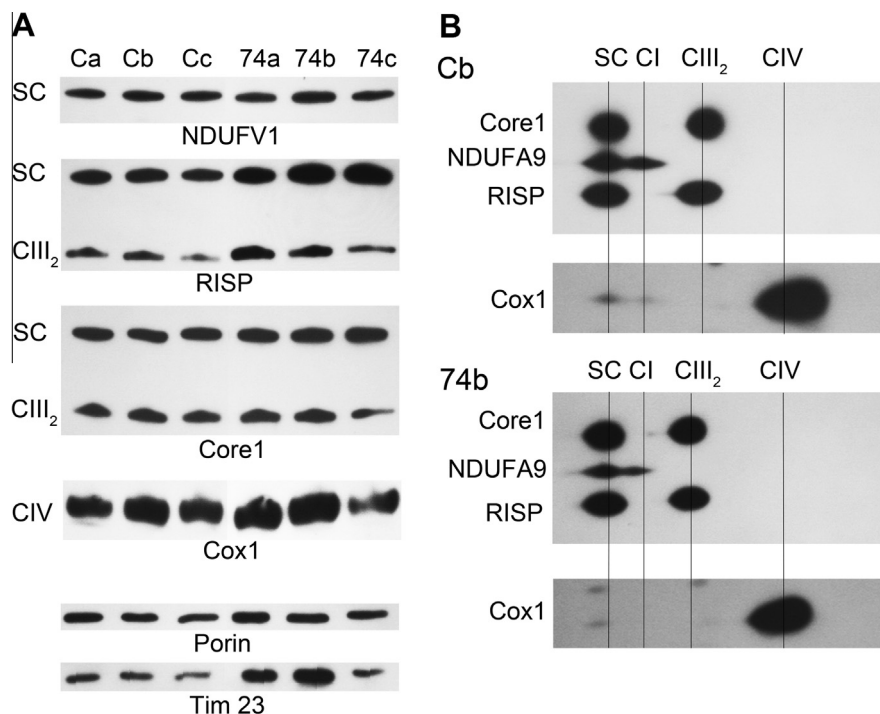 A
Ca Cb Cc 74a 74b 74c
SC
NDUFV1
SC
CIII2
RISP
SC
CIII2
Core1
CIV
Cox1
Porin
Tim 23
B
Cb
SC CI CIII2 CIV
Core1
NDUFA9
RISP
Cox1
74b
SC CI CIII2 CIV
Core1
NDUFA9
RISP
Cox1